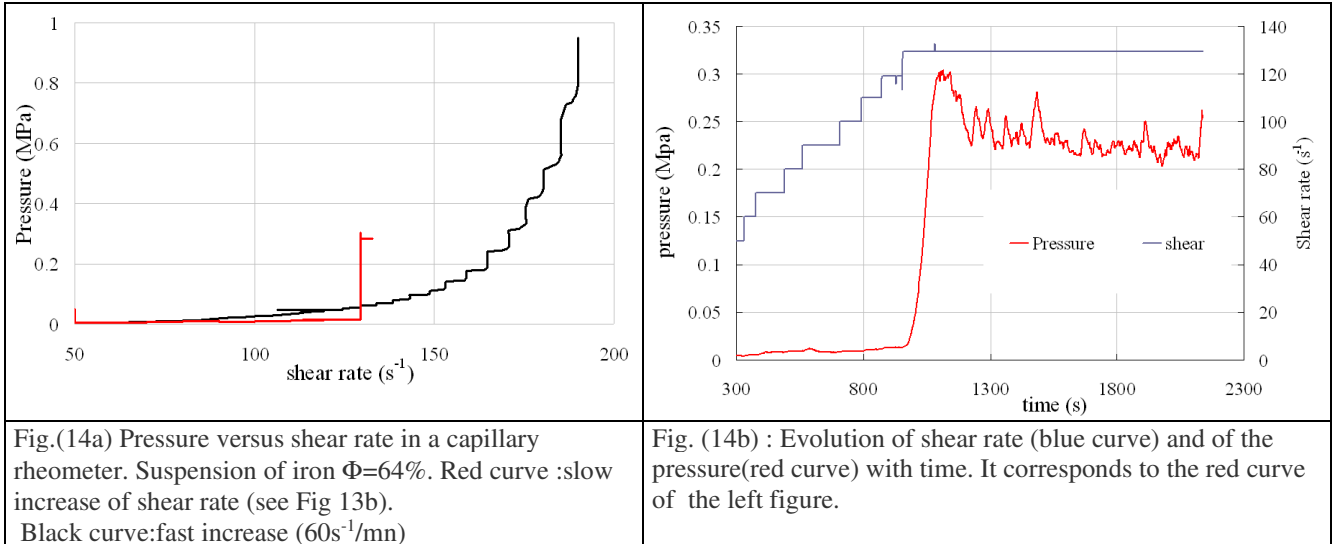 1
0.8
0.6
0.4
0.2
0
Pressure (MPa)
50
100
150
200
shear rate (s-1)
0.35
0.3
0.25
0.2
0.15
0.1
0.05
0
pressure (Mpa)
140
120
100
80
60
40
20
0
Shear rate (s-1)
Pressure
shear
300
800
1300
1800
2300
time (s)
Fig.(14a) Pressure versus shear rate in a capillary
rheometer. Suspension of iron Φ=64%. Red curve :slow
increase of shear rate (see Fig 13b).
Black curve:fast increase (60s-1/mn)
Fig. (14b) : Evolution of shear rate (blue curve) and of the
pressure(red curve) with time. It corresponds to the red curve
of the left figure.